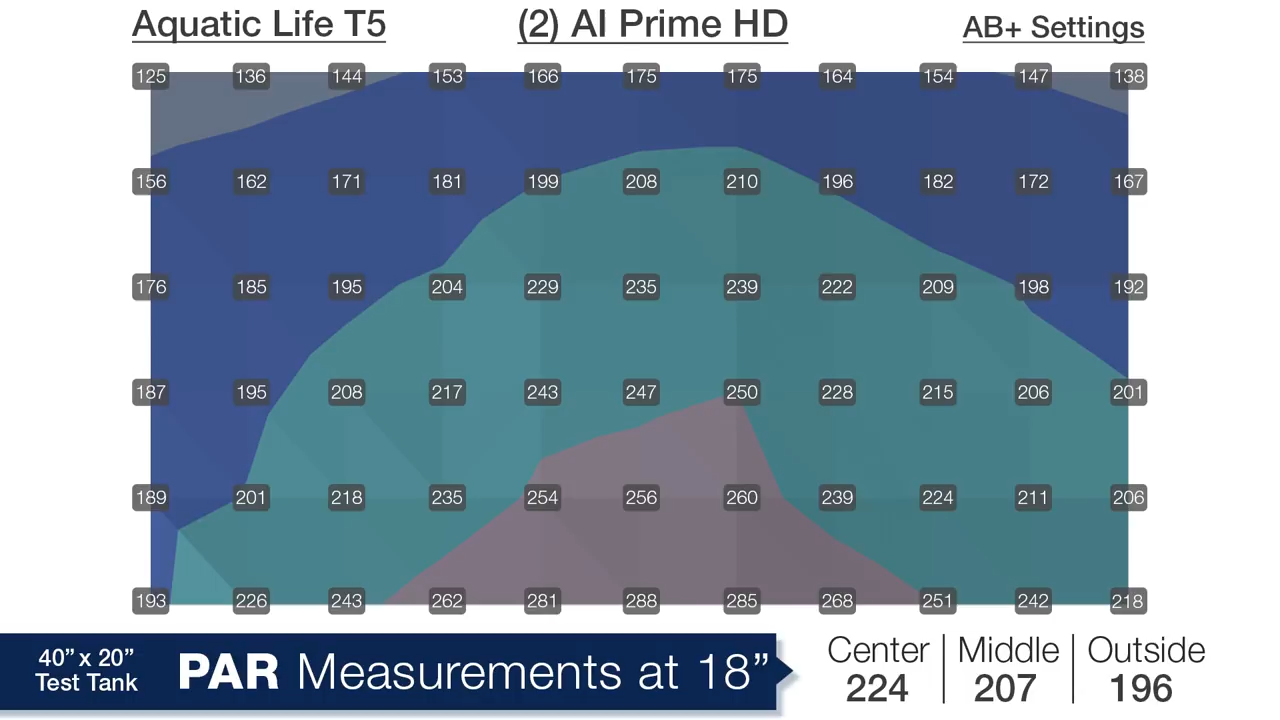 Aquatic Life T5 (2) AI Prime HD AB+ Settings
125 136 144 153 166 175 175 164 154 147 138
156 162 171 181 199 208 210 196 182 172 167
176 185 195 204 229 235 239 222 209 198 192
187 195 208 217 243 247 250 228 215 206 201
189 201 218 235 254 256 260 239 224 211 206
193 226 243 262 281 288 285 268 251 242 218
40” x 20”
Test Tank
PAR Measurements at 18”
Center Middle Outside
224 207 196